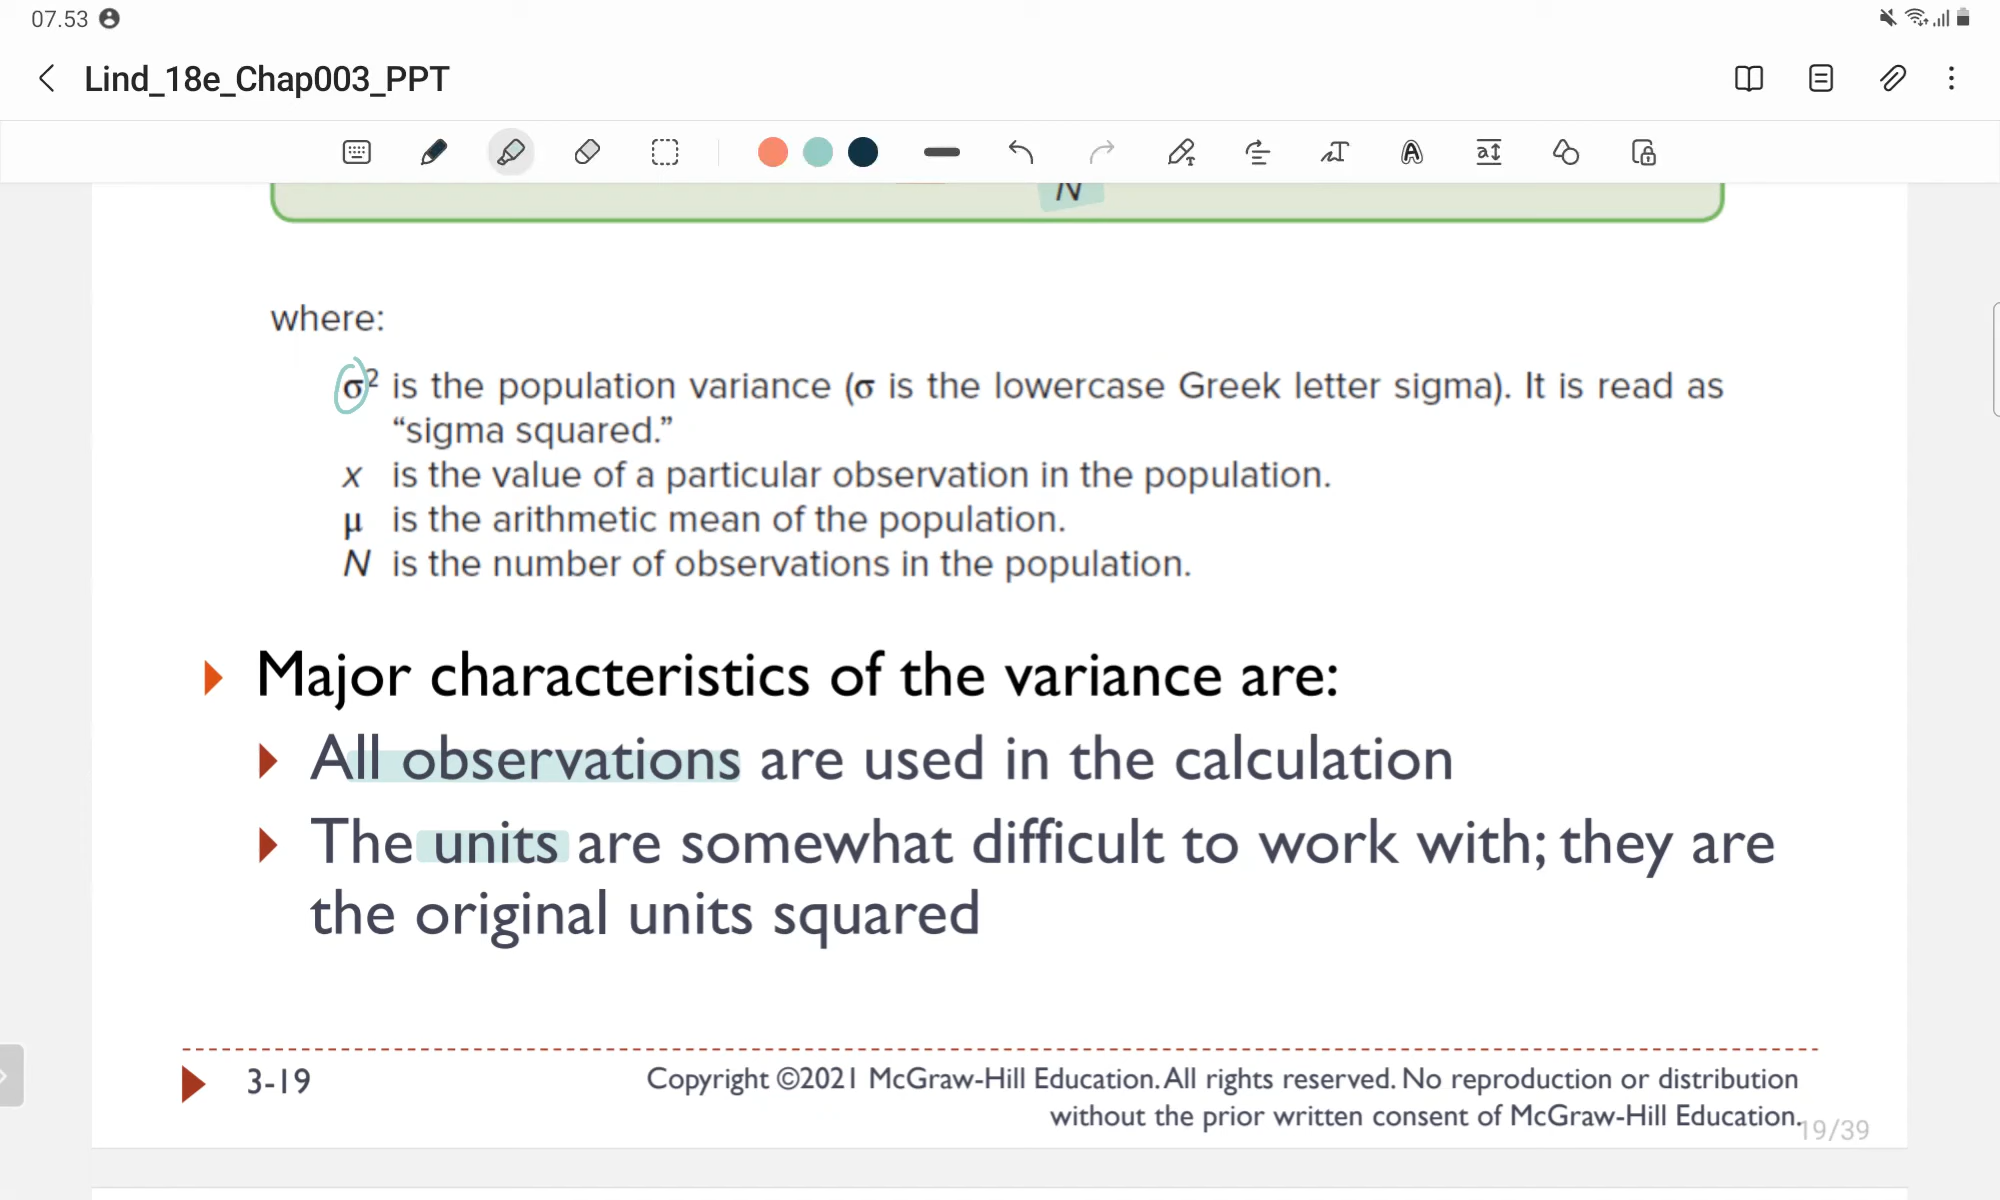 07.53
Lind_18e_Chap003_PPT
N
where:
σ² is the population variance (σ is the lowercase Greek letter sigma). It is read as
“sigma squared.”
x is the value of a particular observation in the population.
μ is the arithmetic mean of the population.
N is the number of observations in the population.
Major characteristics of the variance are:
All observations are used in the calculation
The units are somewhat difficult to work with; they are
the original units squared
3-19
Copyright ©2021 McGraw-Hill Education. All rights reserved. No reproduction or distribution
without the prior written consent of McGraw-Hill Education.
19/39